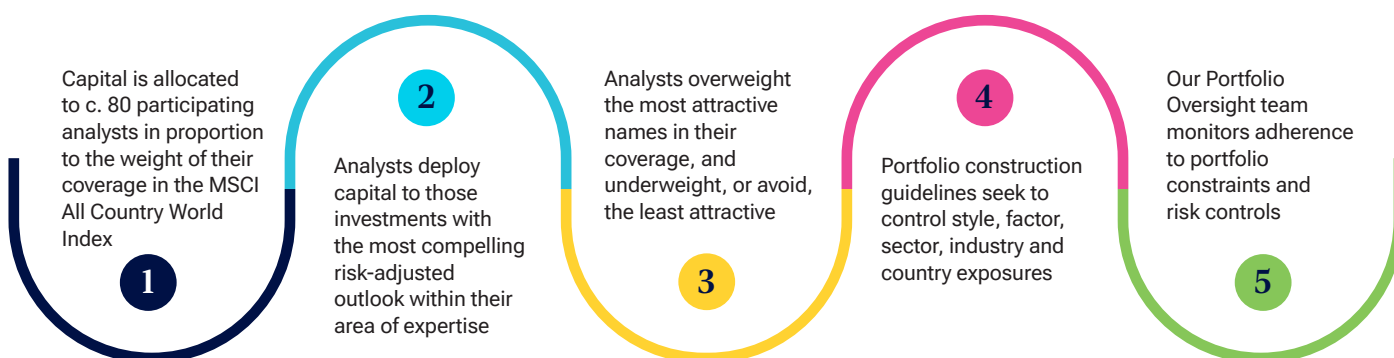 Capital is allocated
to c. 80 participating
analysts in proportion
to the weight of their
coverage in the MSCI
All Country World
Index
1
2
Analysts deploy
capital to those
investments with
the most compelling
risk-adjusted
outlook within their
area of expertise
Analysts overweight
the most attractive
names in their
coverage, and
underweight, or avoid,
the least attractive
3
4
Portfolio construction
guidelines seek to
control style, factor,
sector, industry and
country exposures
Our Portfolio
Oversight team
monitors adherence
to portfolio
constraints and
risk controls
5